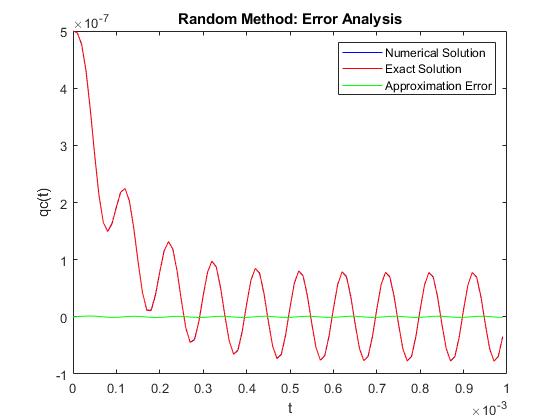 Random Method: Error Analysis
×10-7
Numerical Solution
Exact Solution
Approximation Error
5
4
3
2
1
0
-1
qc(t)
0 0.1 0.2 0.3 0.4 0.5 0.6 0.7 0.8 0.9 1
t
×10-3